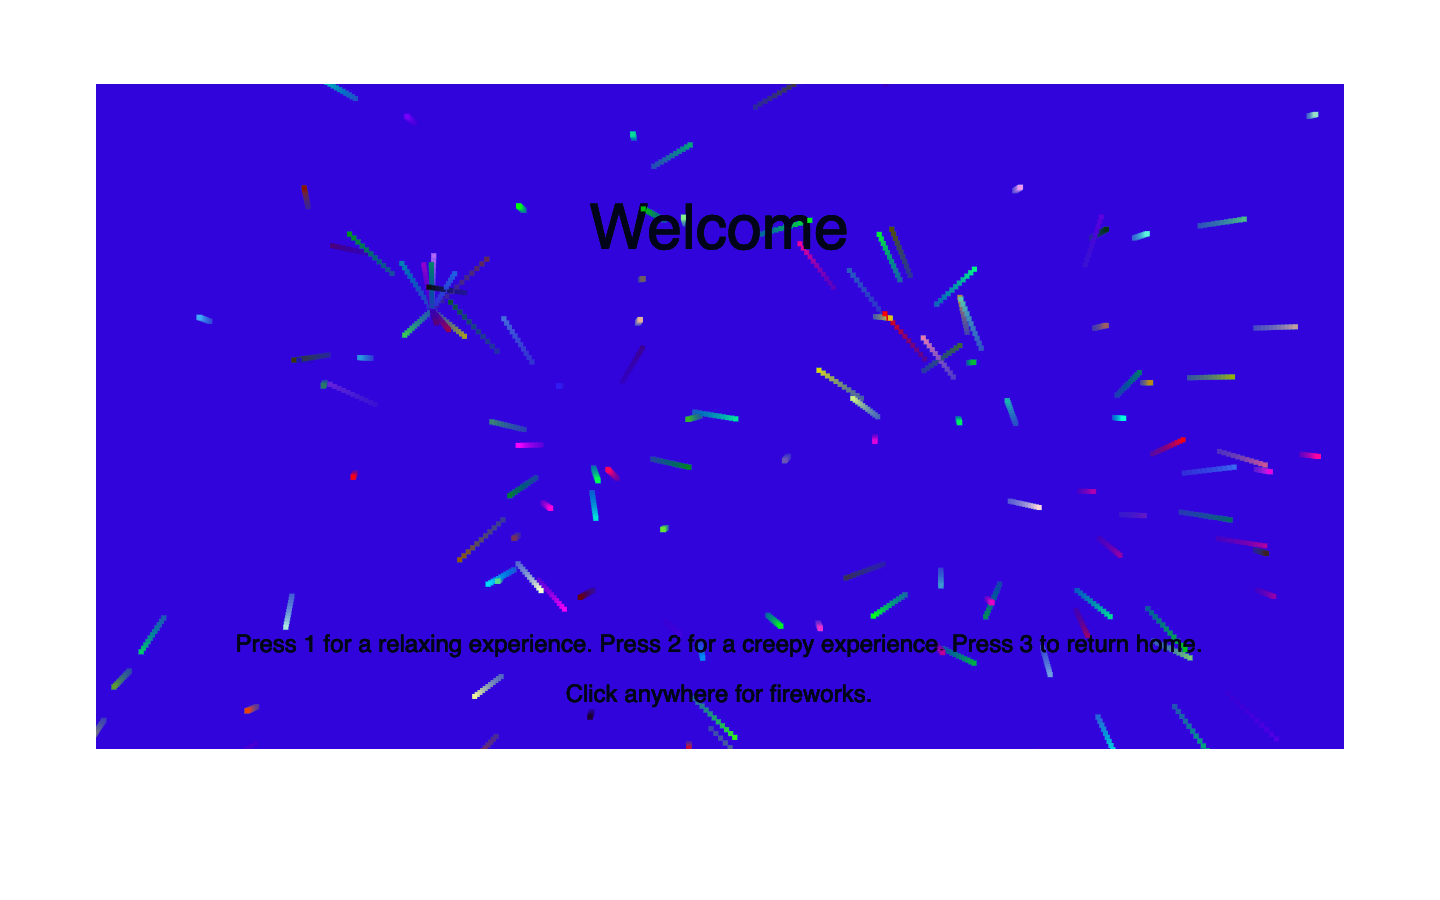 Welcome
Press 1 for a relaxing experience. Press 2 for a creepy experience. Press 3 to return home.
Click anywhere for fireworks.